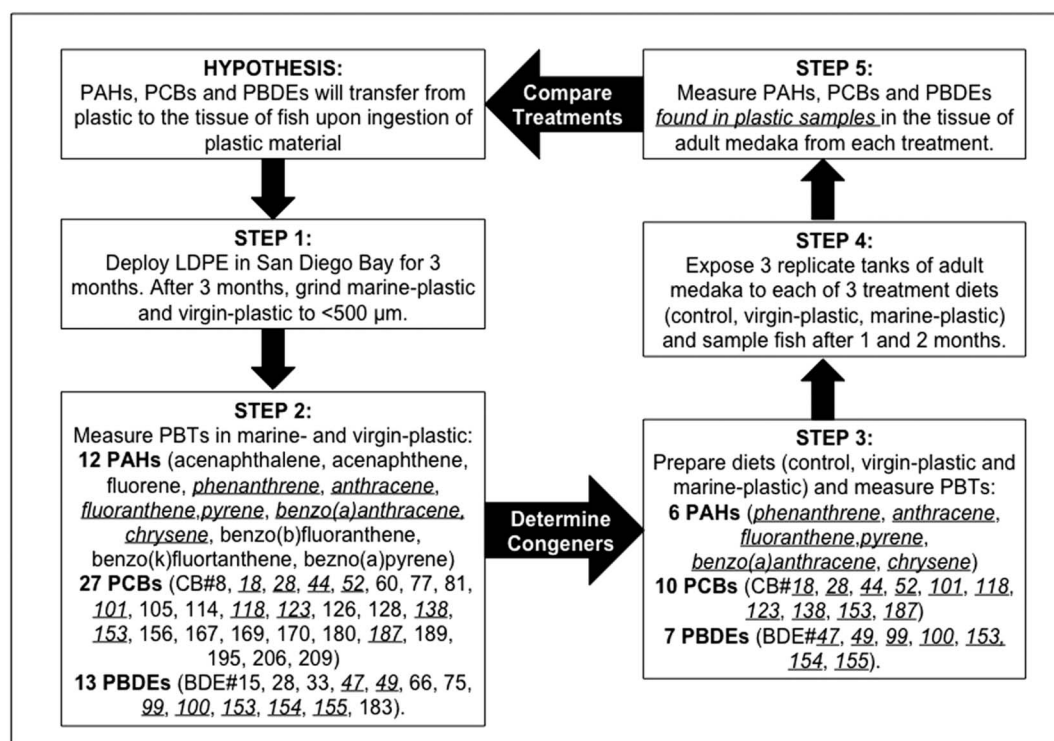 HYPOTHESIS:
PAHs, PCBs and PBDEs will transfer from
plastic to the tissue of fish upon ingestion of
plastic material
STEP 1:
Deploy LDPE in San Diego Bay for 3
months. After 3 months, grind marine-plastic
and virgin-plastic to <500 µm.
STEP 2:
Measure PBTs in marine- and virgin-plastic:
12 PAHs (acenaphthalene, acenaphthene,
fluorene, phenanthrene, anthracene,
fluoranthene,pyrene, benzo(a)anthracene,
chrysene, benzo(b)fluoranthene,
benzo(k)fluortanthene, bezno(a)pyrene)
27 PCBs (CB#8, 18, 28, 44, 52, 60, 77, 81,
101, 105, 114, 118, 123, 126, 128, 138,
153, 156, 167, 169, 170, 180, 187, 189,
195, 206, 209)
13 PBDEs (BDE#15, 28, 33, 47, 49, 66, 75,
99, 100, 153, 154, 155, 183).
Determine
Congeners
STEP 3:
Prepare diets (control, virgin-plastic and
marine-plastic) and measure PBTs:
6 PAHs (phenanthrene, anthracene,
fluoranthene,pyrene,
benzo(a)anthracene, chrysene)
10 PCBs (CB#18, 28, 44, 52, 101, 118,
123, 138, 153, 187)
7 PBDEs (BDE#47, 49, 99, 100, 153,
154, 155).
STEP 4:
Expose 3 replicate tanks of adult
medaka to each of 3 treatment diets
(control, virgin-plastic, marine-plastic)
and sample fish after 1 and 2 months.
STEP 5:
Measure PAHs, PCBs and PBDEs
found in plastic samples in the tissue of
adult medaka from each treatment.
Compare
Treatments